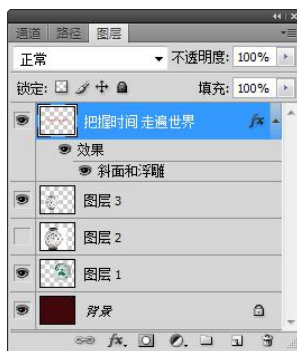 通道 路径 图层
正常 不透明度: 100%
锁定: 填充: 100%
把握时间 走遍世界 fx
效果
斜面和浮雕
图层 3
图层 2
图层 1
背景
fx.